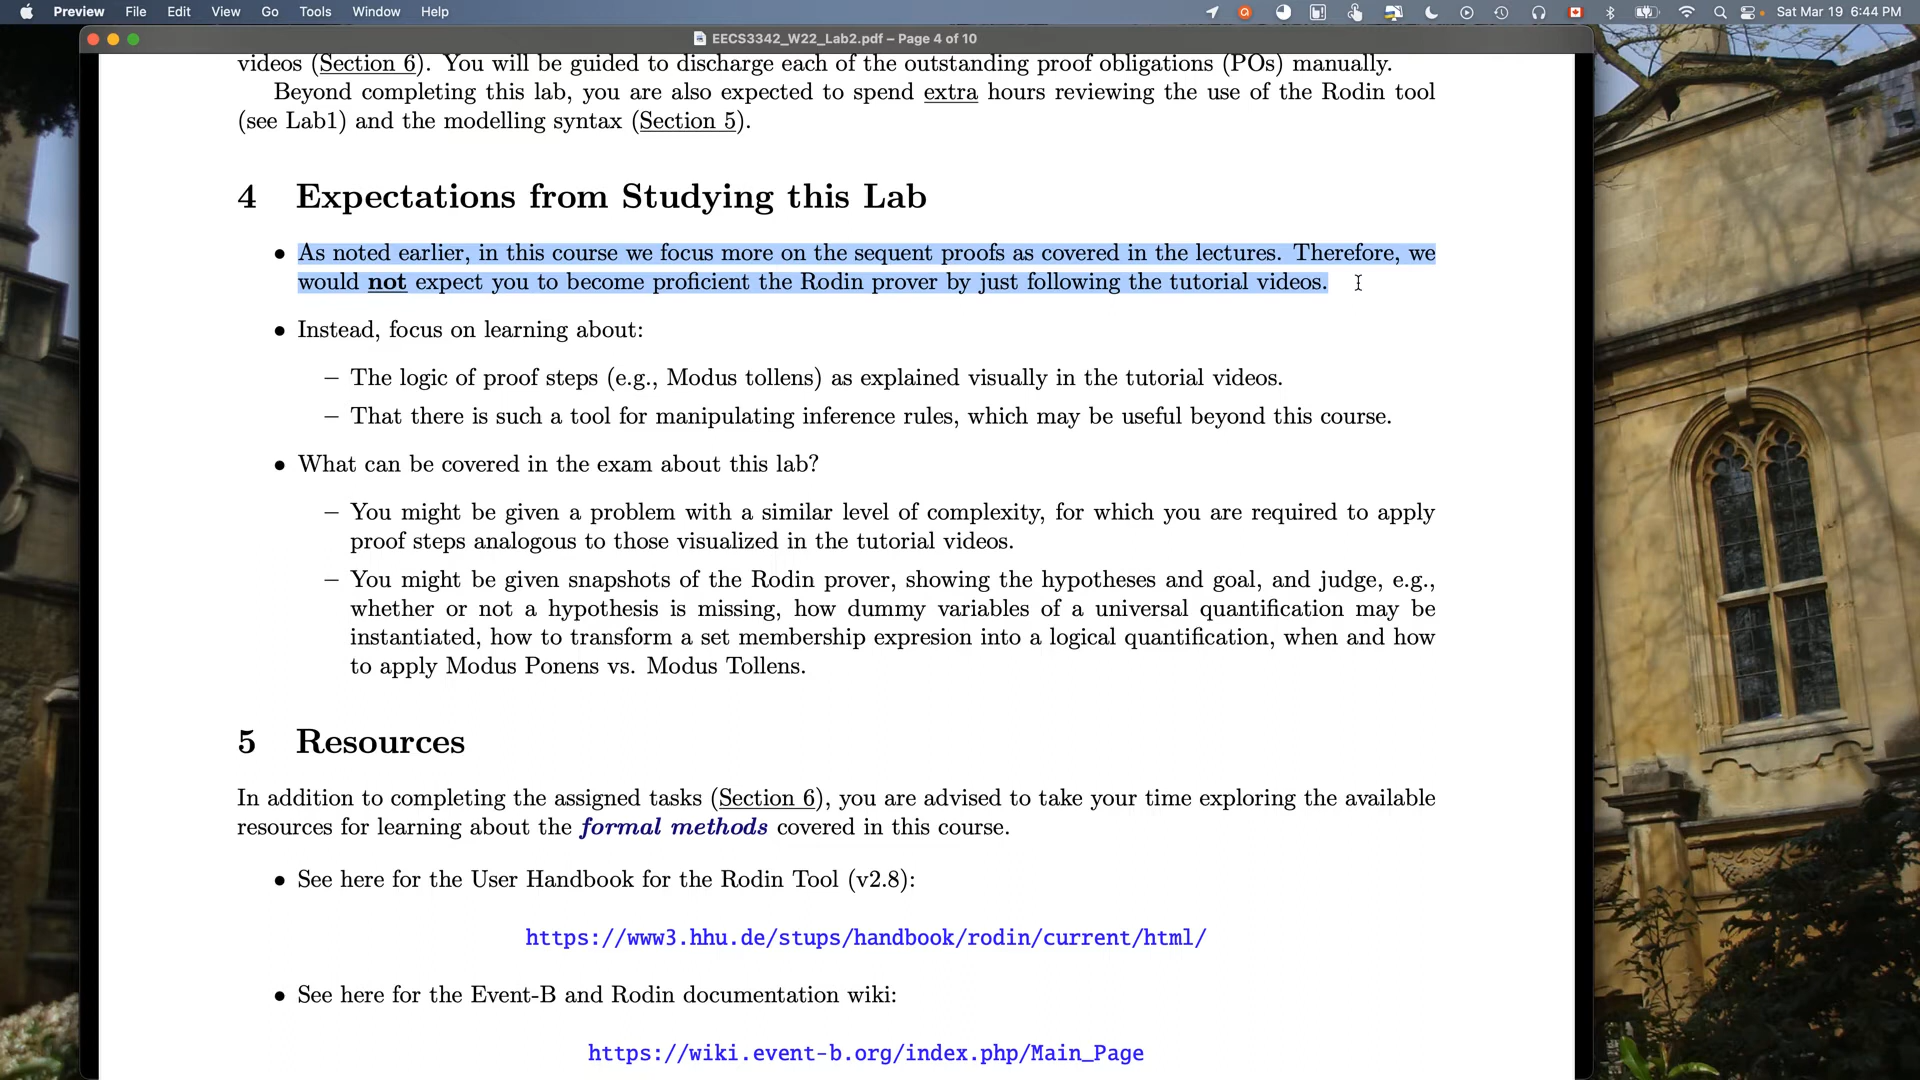 Preview File Edit View Go Tools Window Help Sat Mar 19 6:44 PM
EECS3342_W22_Lab2.pdf – Page 4 of 10
videos (Section 6). You will be guided to discharge each of the outstanding proof obligations (POs) manually.
Beyond completing this lab, you are also expected to spend extra hours reviewing the use of the Rodin tool
(see Lab1) and the modelling syntax (Section 5).
4 Expectations from Studying this Lab
• As noted earlier, in this course we focus more on the sequent proofs as covered in the lectures. Therefore, we
would not expect you to become proficient the Rodin prover by just following the tutorial videos.
• Instead, focus on learning about:
– The logic of proof steps (e.g., Modus tollens) as explained visually in the tutorial videos.
– That there is such a tool for manipulating inference rules, which may be useful beyond this course.
• What can be covered in the exam about this lab?
– You might be given a problem with a similar level of complexity, for which you are required to apply
proof steps analogous to those visualized in the tutorial videos.
– You might be given snapshots of the Rodin prover, showing the hypotheses and goal, and judge, e.g.,
whether or not a hypothesis is missing, how dummy variables of a universal quantification may be
instantiated, how to transform a set membership expresion into a logical quantification, when and how
to apply Modus Ponens vs. Modus Tollens.
5 Resources
In addition to completing the assigned tasks (Section 6), you are advised to take your time exploring the available
resources for learning about the formal methods covered in this course.
• See here for the User Handbook for the Rodin Tool (v2.8):
https://www3.hhu.de/stups/handbook/rodin/current/html/
• See here for the Event-B and Rodin documentation wiki:
https://wiki.event-b.org/index.php/Main_Page